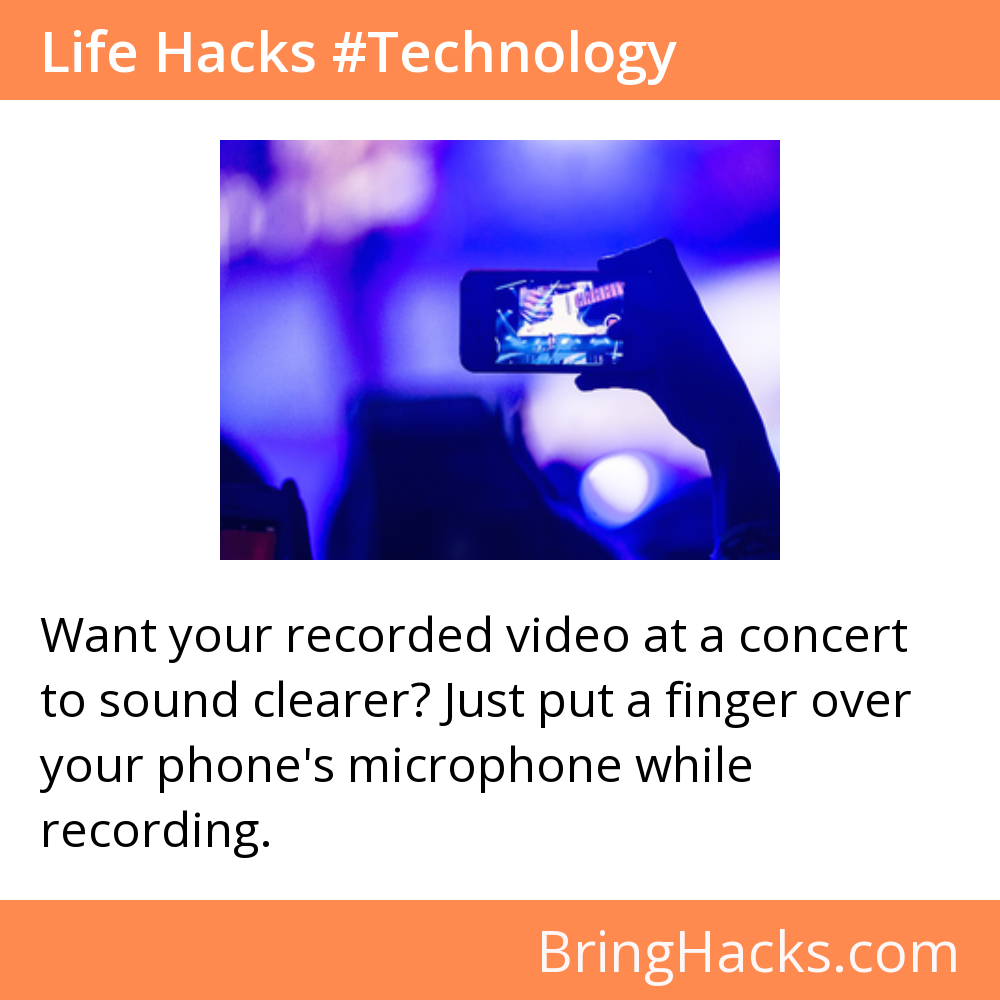 Life Hacks #Technology
Want your recorded video at a concert
to sound clearer? Just put a finger over
your phone's microphone while
recording.
BringHacks.com